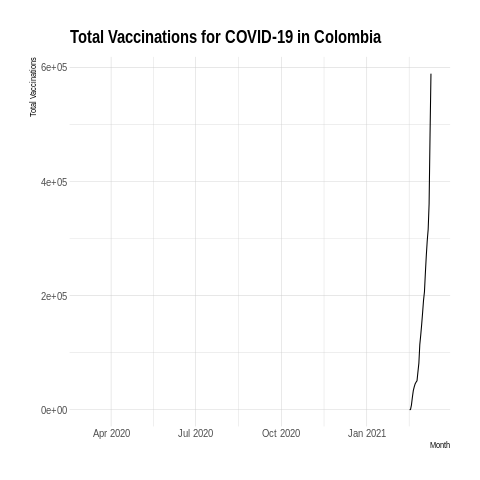 Total Vaccinations for COVID-19 in Colombia
Total Vaccinations
6e+05
4e+05
2e+05
0e+00
Apr 2020 Jul 2020 Oct 2020 Jan 2021
Month